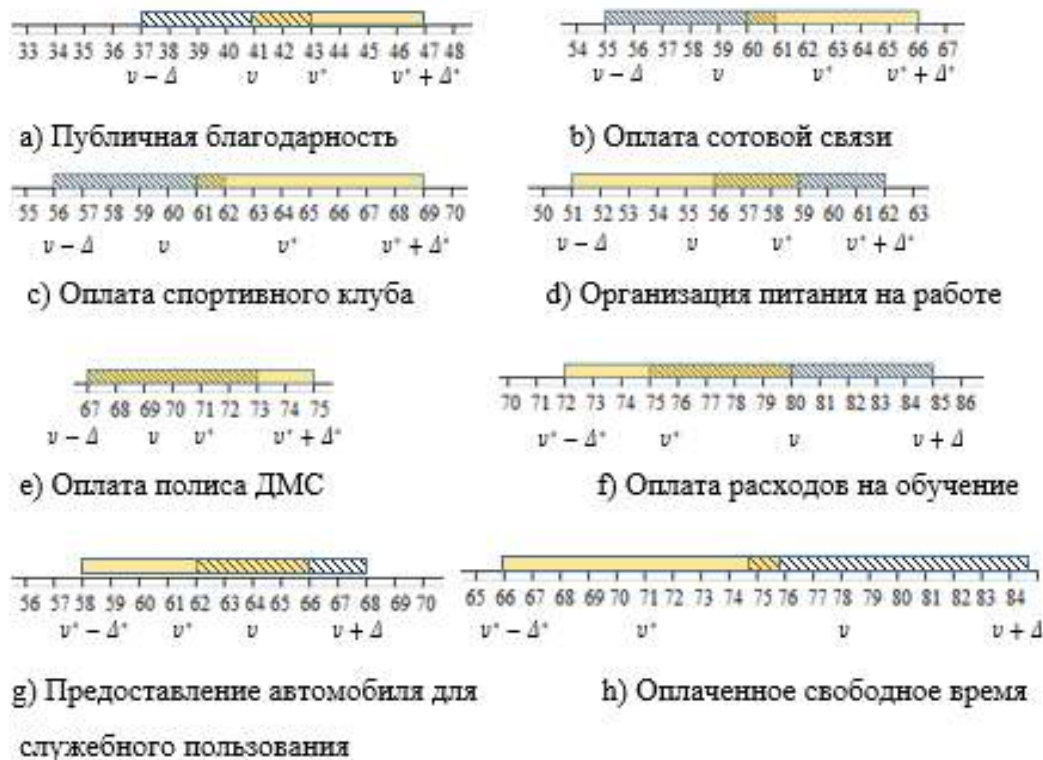 33 34 35 36 37 38 39 40 41 42 43 44 45 46 47 48
ν – Δ ν ν* ν* + Δ*
54 55 56 57 58 59 60 61 62 63 64 65 66 67
ν – Δ ν ν* ν* + Δ*
a) Публичная благодарность
b) Оплата сотовой связи
55 56 57 58 59 60 61 62 63 64 65 66 67 68 69 70
ν – Δ ν ν* ν* + Δ*
50 51 52 53 54 55 56 57 58 59 60 61 62 63
ν – Δ ν ν* ν* + Δ*
c) Оплата спортивного клуба
d) Организация питания на работе
67 68 69 70 71 72 73 74 75
ν – Δ ν ν* ν* + Δ*
70 71 72 73 74 75 76 77 78 79 80 81 82 83 84 85 86
ν* – Δ* ν* ν ν + Δ
e) Оплата полиса ДМС
f) Оплата расходов на обучение
56 57 58 59 60 61 62 63 64 65 66 67 68 69 70
ν* – Δ* ν* ν ν + Δ
65 66 67 68 69 70 71 72 73 74 75 76 77 78 79 80 81 82 83 84
ν* – Δ* ν* ν ν + Δ
g) Предоставление автомобиля для
служебного пользования
h) Оплаченное свободное время